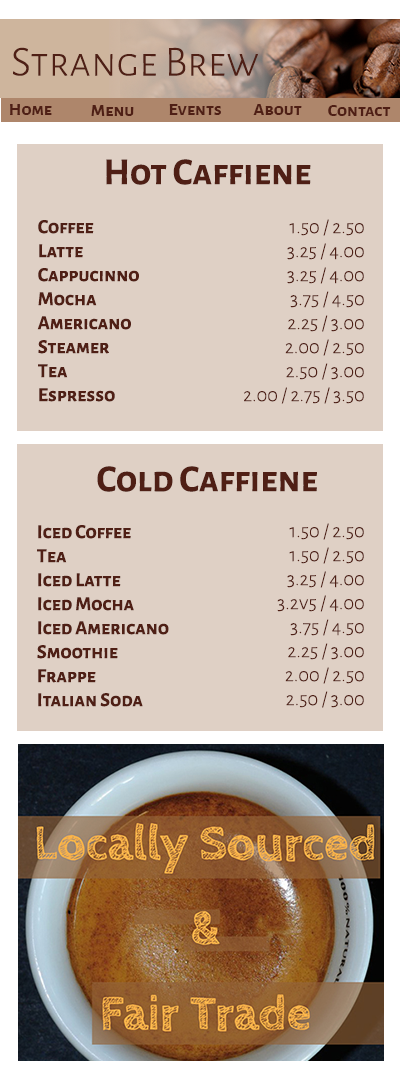 Strange Brew
Home Menu Events About Contact
Hot Caffiene
Coffee 1.50 / 2.50
Latte 3.25 / 4.00
Cappucinno 3.25 / 4.00
Mocha 3.75 / 4.50
Americano 2.25 / 3.00
Steamer 2.00 / 2.50
Tea 2.50 / 3.00
Espresso 2.00 / 2.75 / 3.50
Cold Caffiene
Iced Coffee 1.50 / 2.50
Tea 1.50 / 2.50
Iced Latte 3.25 / 4.00
Iced Mocha 3.2v5 / 4.00
Iced Americano 3.75 / 4.50
Smoothie 2.25 / 3.00
Frappe 2.00 / 2.50
Italian Soda 2.50 / 3.00
Locally Sourced
&
100% NATURAL
Fair Trade